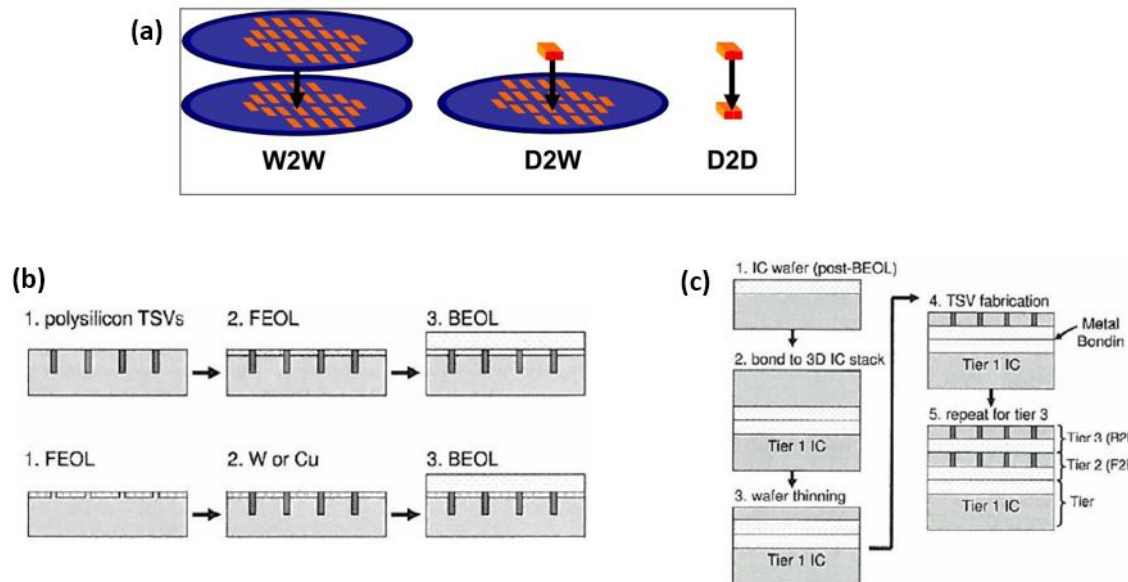 (a)
W2W
D2W
D2D
(b)
1. polysilicon TSVs
2. FEOL
3. BEOL
1. FEOL
2. W or Cu
3. BEOL
(c)
1. IC wafer (post-BEOL)
2. bond to 3D IC stack
Tier 1 IC
3. wafer thinning
Tier 1 IC
4. TSV fabrication
Metal
Bondin
Tier 1 IC
5. repeat for tier 3
Tier 3 (B2
Tier 2 (F2
Tier
Tier 1 IC